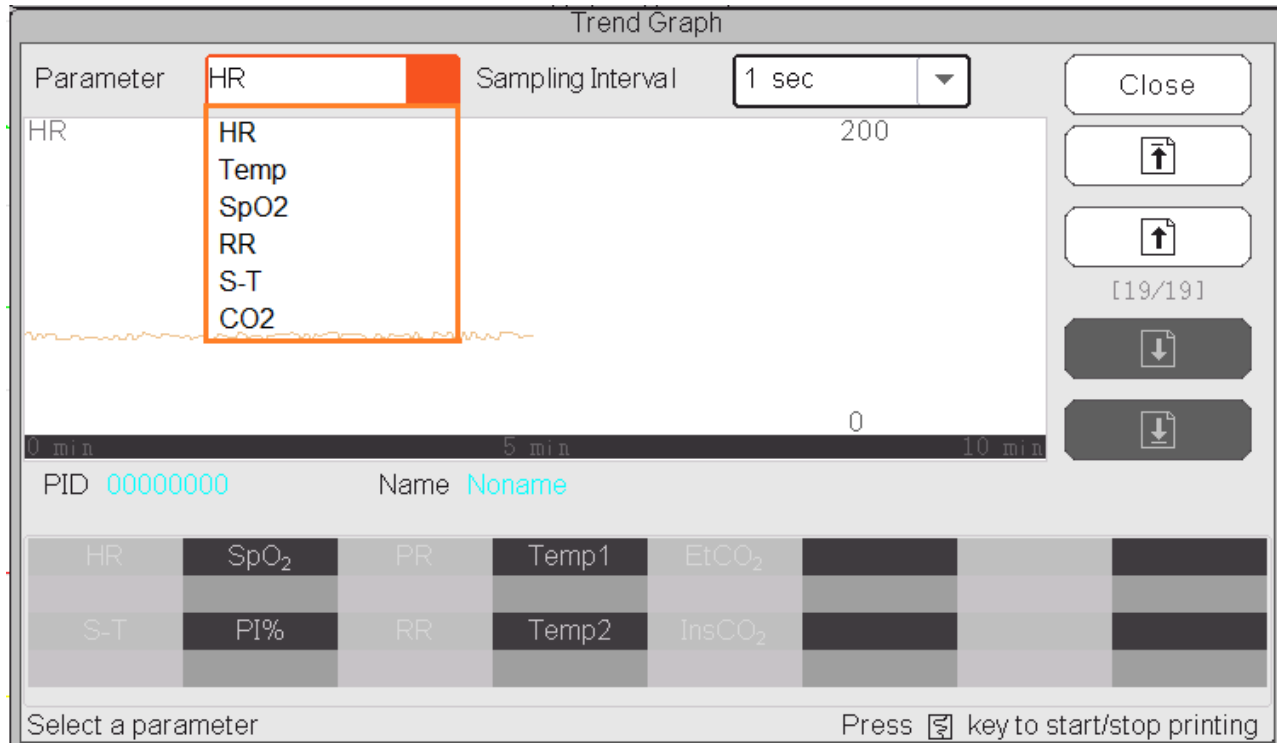 Trend Graph
Parameter HR Sampling Interval 1 sec Close
HR 200
HR
Temp
SpO2
RR
S-T
CO2
[19/19]
0
0 min 5 min 10 min
PID 00000000 Name Noname
HR SpO₂ PR Temp1 EtCO₂
S-T PI% RR Temp2 InsCO₂
Select a parameter Press key to start/stop printing